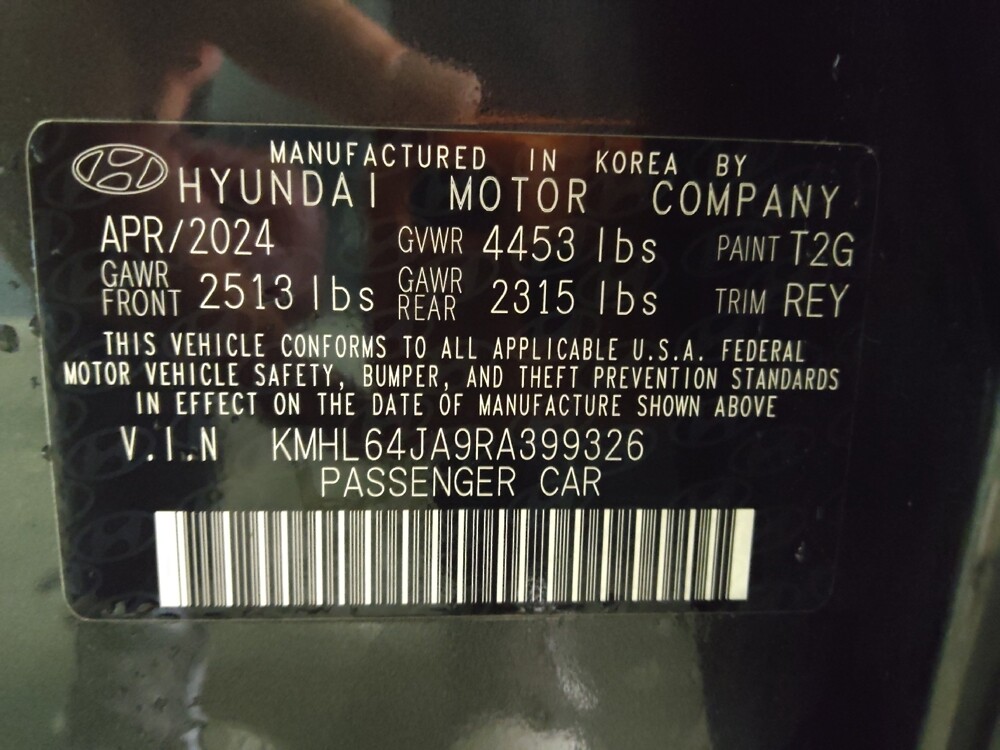 MANUFACTURED IN KOREA BY
HYUNDAI MOTOR COMPANY
APR/2024 GVWR 4453 lbs PAINT T2G
GAWR FRONT 2513 lbs GAWR REAR 2315 lbs TRIM REY
THIS VEHICLE CONFORMS TO ALL APPLICABLE U.S.A. FEDERAL
MOTOR VEHICLE SAFETY, BUMPER, AND THEFT PREVENTION STANDARDS
IN EFFECT ON THE DATE OF MANUFACTURE SHOWN ABOVE
V.I.N KMHL64JA9RA399326
PASSENGER CAR